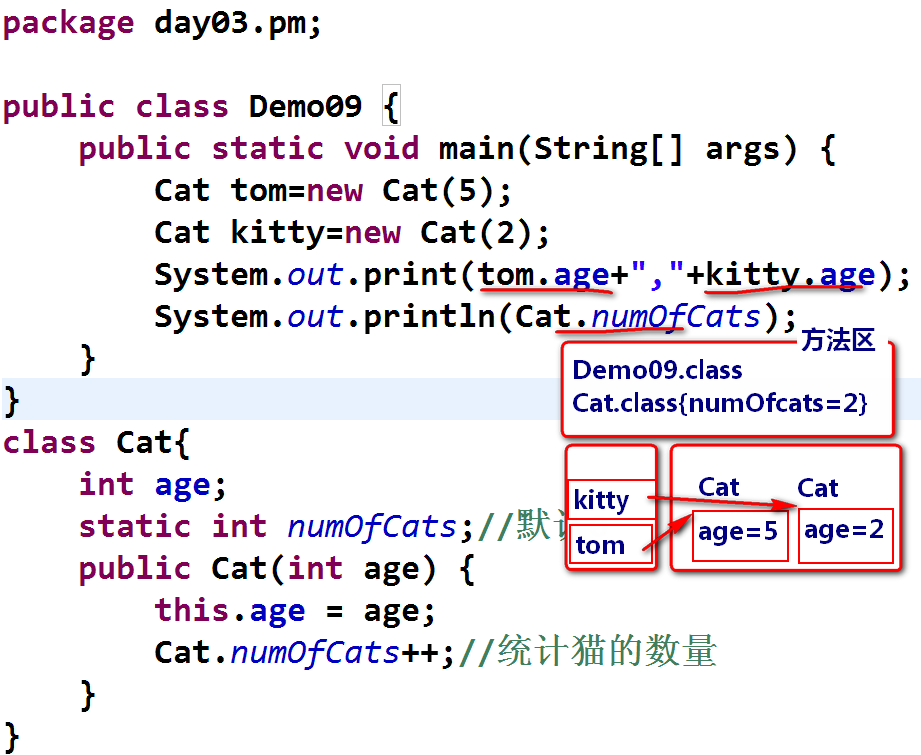 package day03.pm;
public class Demo09 {
public static void main(String[] args) {
Cat tom=new Cat(5);
Cat kitty=new Cat(2);
System.out.print(tom.age+","+kitty.age);
System.out.println(Cat.numOfCats);
}
}
class Cat{
int age;
static int numOfCats;//默
public Cat(int age) {
this.age = age;
Cat.numOfCats++;//统计猫的数量
}
}
方法区
Demo09.class
Cat.class{numOfcats=2}
kitty
tom
Cat
age=5
Cat
age=2